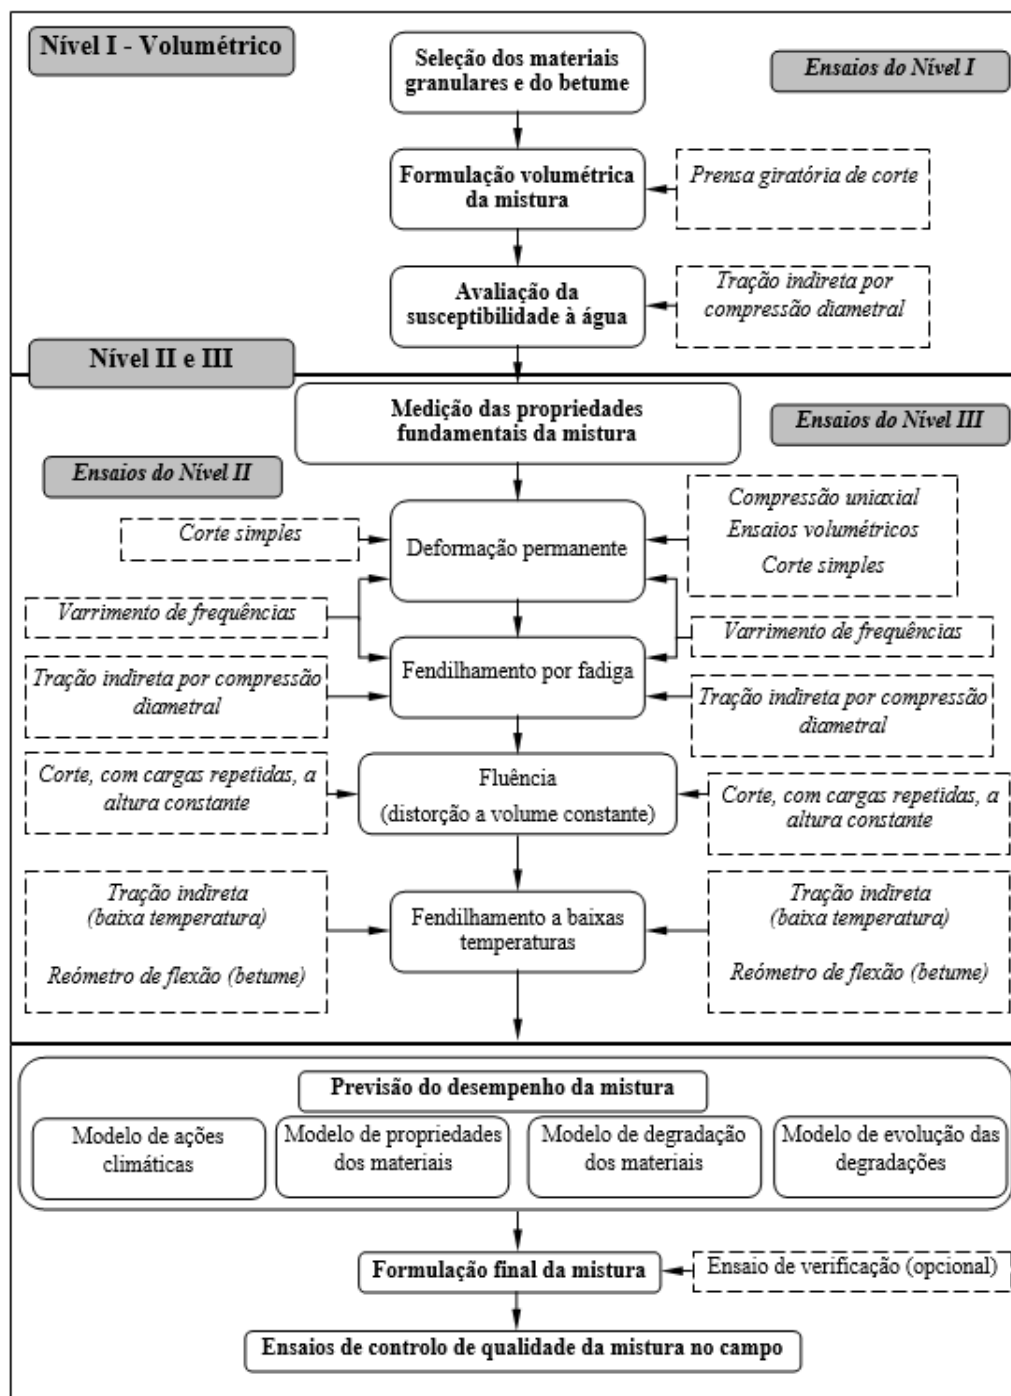 Nível I - Volumétrico
Seleção dos materiais
granulares e do betume
Ensaios do Nível I
Formulação volumétrica
da mistura
Prensa giratória de corte
Avaliação da
susceptibilidade à água
Tração indireta por
compressão diametral
Nível II e III
Medição das propriedades
fundamentais da mistura
Ensaios do Nível III
Ensaios do Nível II
Corte simples
Deformação permanente
Compressão uniaxial
Ensaios volumétricos
Corte simples
Varrimento de frequências
Varrimento de frequências
Tração indireta por compressão
diametral
Fendilhamento por fadiga
Tração indireta por compressão
diametral
Corte, com cargas repetidas, a
altura constante
Fluência
(distorção a volume constante)
Corte, com cargas repetidas, a
altura constante
Tração indireta
(baixa temperatura)
Reómetro de flexão (betume)
Fendilhamento a baixas
temperaturas
Tração indireta
(baixa temperatura)
Reómetro de flexão (betume)
Previsão do desempenho da mistura
Modelo de ações
climáticas
Modelo de propriedades
dos materiais
Modelo de degradação
dos materiais
Modelo de evolução das
degradações
Formulação final da mistura
Ensaio de verificação (opcional)
Ensaios de controlo de qualidade da mistura no campo